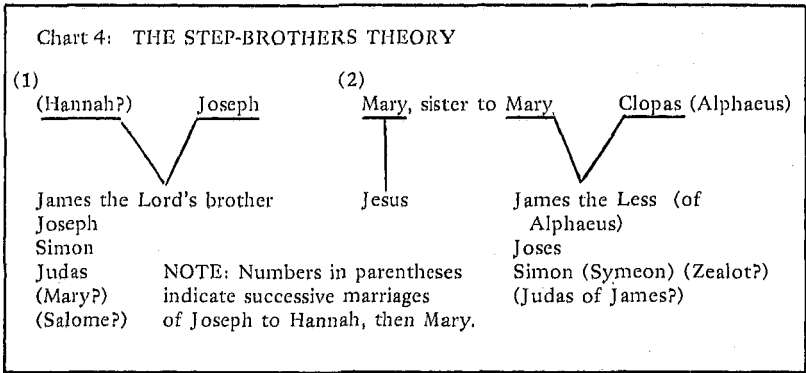 Chart 4: THE STEP-BROTHERS THEORY
(1) (2)
(Hannah?) Joseph Mary, sister to Mary Clopas (Alphaeus)
James the Lord's brother Jesus James the Less (of
Joseph Alphaeus)
Simon Joses
Judas NOTE: Numbers in parentheses Simon (Symeon) (Zealot?)
(Mary?) indicate successive marriages (Judas of James?)
(Salome?) of Joseph to Hannah, then Mary.